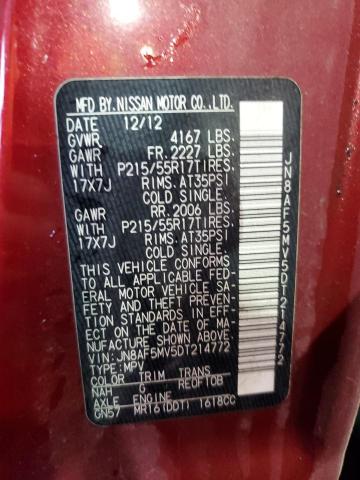 MFD BY NISSAN MOTOR CO., LTD.
DATE 12/12
GVWR 4167 LBS.
GAWR FR. 2227 LBS.
WITH P215/55R17TIRES.
17X7J RIMS. AT35PSI
COLD SINGLE.
GAWR RR. 2006 LBS.
WITH P215/55R17TIRES.
17X7J RIMS. AT35PSI
COLD SINGLE.
THIS VEHICLE CONFORMS
TO ALL APPLICABLE FED-
ERAL MOTOR VEHICLE SA-
FETY AND THEFT PREVEN-
TION STANDARDS IN EFF-
ECT ON THE DATE OF MA-
NUFACTURE SHOWN ABOVE.
VIN:JN8AF5MV5DT214772
TYPE:MPV
COLOR TRIM TRANS
NAH G RE0F10B
AXLE ENGINE
GN57 MR16(DDT) 1618CC
JN8AF5MV5DT214772